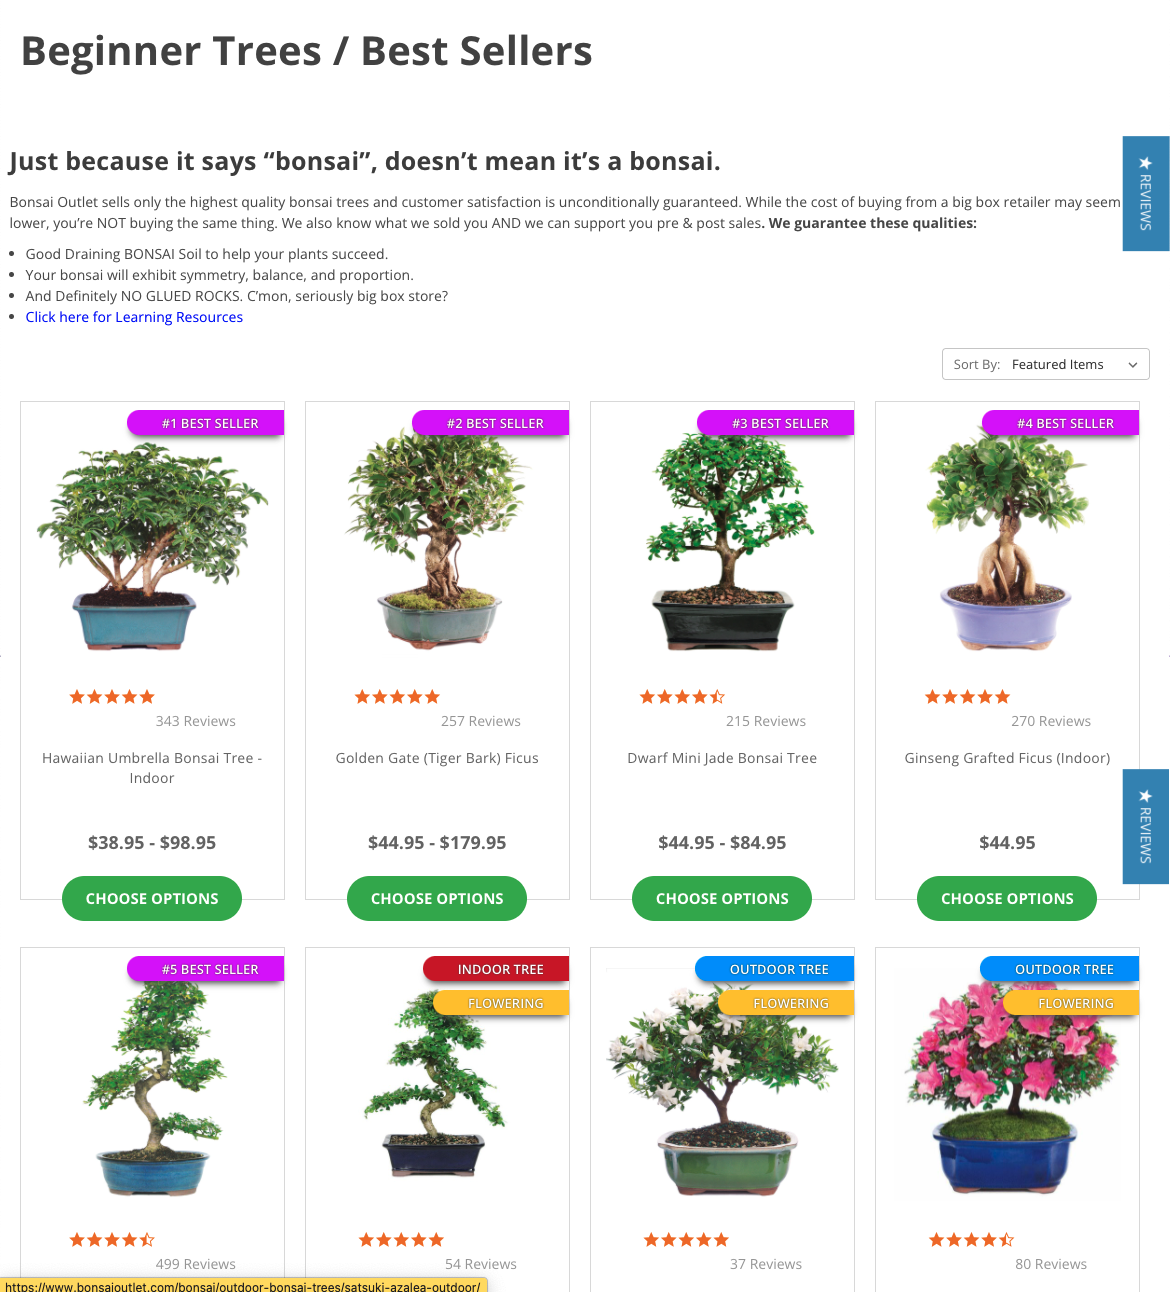 Beginner Trees / Best Sellers
Just because it says “bonsai”, doesn’t mean it’s a bonsai.
Bonsai Outlet sells only the highest quality bonsai trees and customer satisfaction is unconditionally guaranteed. While the cost of buying from a big box retailer may seem
lower, you’re NOT buying the same thing. We also know what we sold you AND we can support you pre & post sales. We guarantee these qualities:
Good Draining BONSAI Soil to help your plants succeed.
Your bonsai will exhibit symmetry, balance, and proportion.
And Definitely NO GLUED ROCKS. C’mon, seriously big box store?
Click here for Learning Resources
★ REVIEWS
Sort By: Featured Items
#1 BEST SELLER
343 Reviews
Hawaiian Umbrella Bonsai Tree -
Indoor
$38.95 - $98.95
CHOOSE OPTIONS
#2 BEST SELLER
257 Reviews
Golden Gate (Tiger Bark) Ficus
$44.95 - $179.95
CHOOSE OPTIONS
#3 BEST SELLER
215 Reviews
Dwarf Mini Jade Bonsai Tree
$44.95 - $84.95
CHOOSE OPTIONS
#4 BEST SELLER
270 Reviews
Ginseng Grafted Ficus (Indoor)
$44.95
CHOOSE OPTIONS
★ REVIEWS
#5 BEST SELLER
499 Reviews
INDOOR TREE
FLOWERING
54 Reviews
OUTDOOR TREE
FLOWERING
37 Reviews
OUTDOOR TREE
FLOWERING
80 Reviews
https://www.bonsaioutlet.com/bonsai/outdoor-bonsai-trees/satsuki-azalea-outdoor/